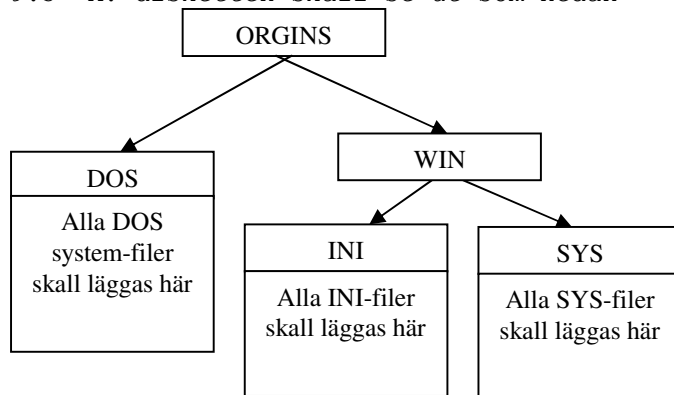 ORGINS
DOS
Alla DOS
system-filer
skall läggas här
WIN
INI
Alla INI-filer
skall läggas här
SYS
Alla SYS-filer
skall läggas här